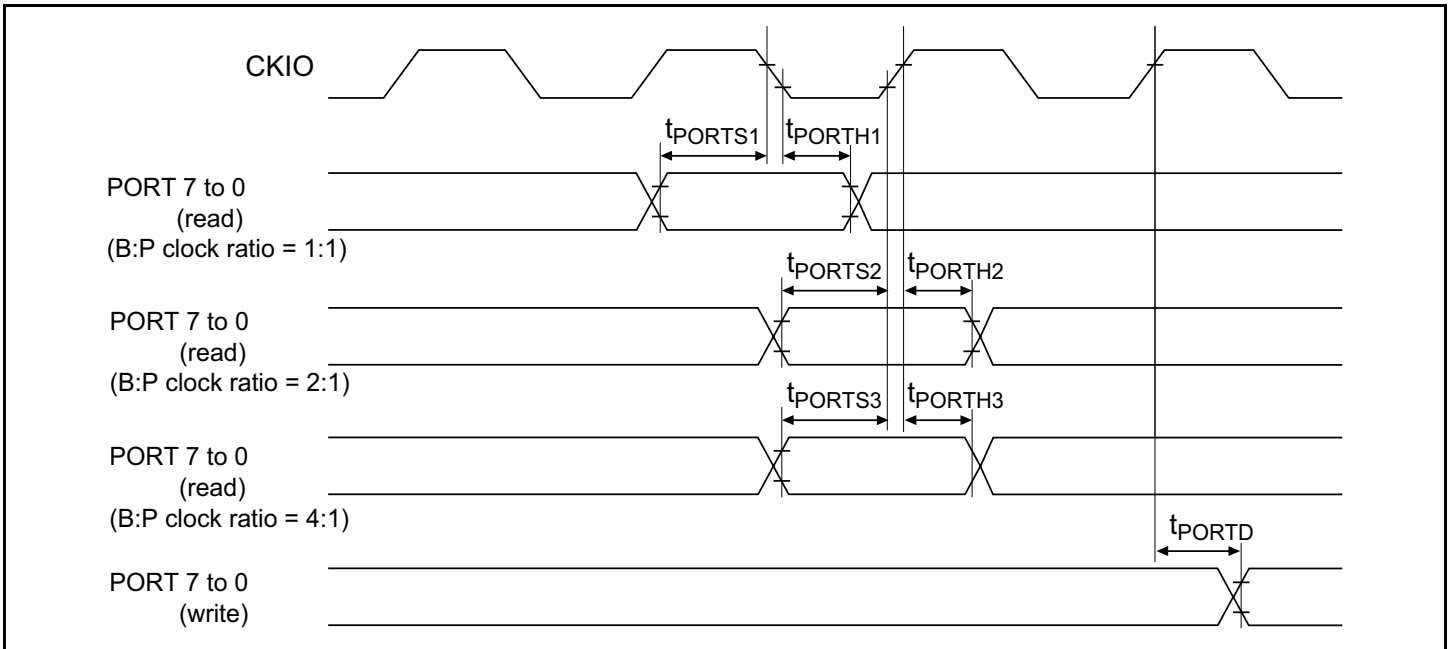 CKIO
tPORTS1 tPORTH1
PORT 7 to 0
(read)
(B:P clock ratio = 1:1)
tPORTS2 tPORTH2
PORT 7 to 0
(read)
(B:P clock ratio = 2:1)
tPORTS3 tPORTH3
PORT 7 to 0
(read)
(B:P clock ratio = 4:1)
tPORTD
PORT 7 to 0
(write)